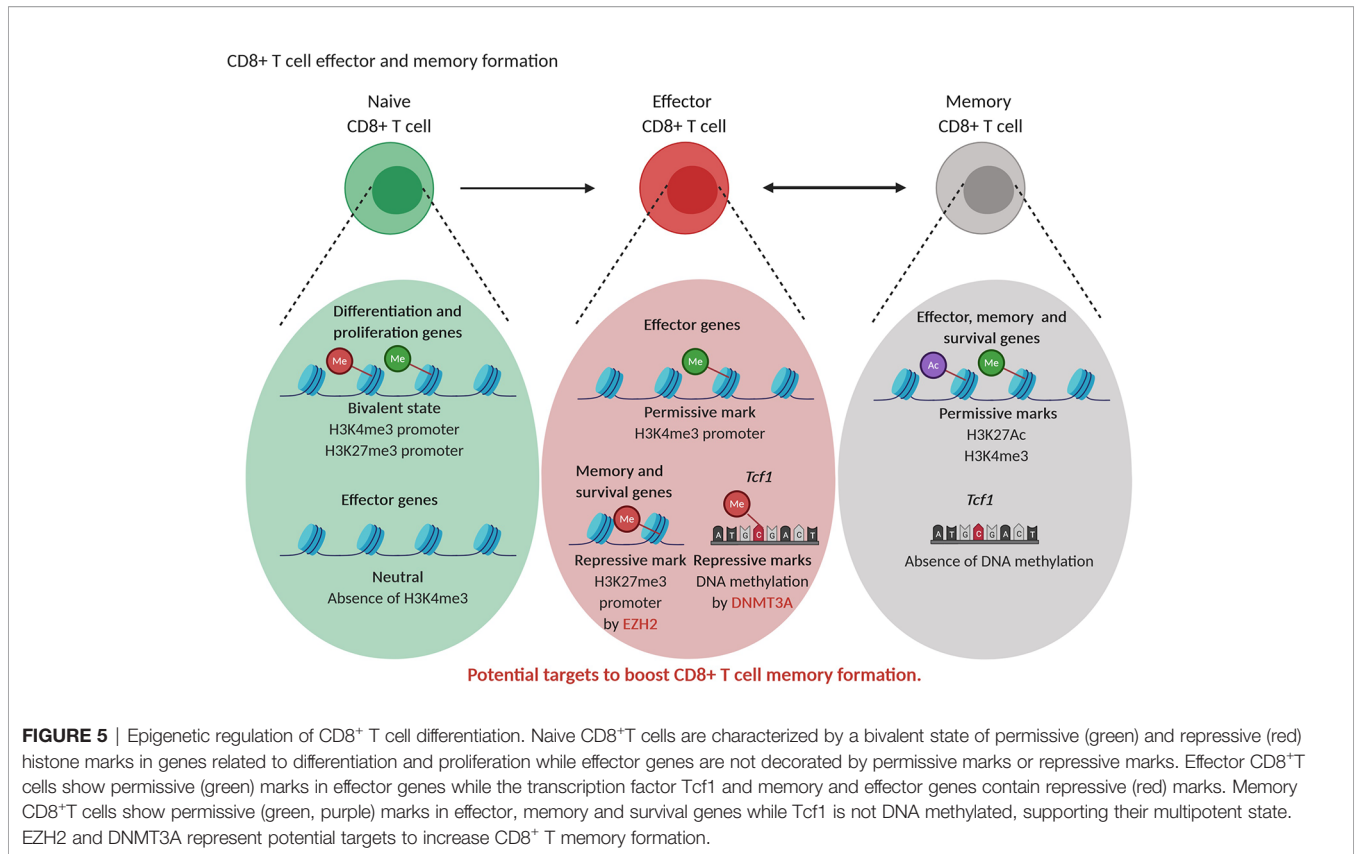 CD8+ T cell effector and memory formation
Naive
CD8+ T cell
Effector
CD8+ T cell
Memory
CD8+ T cell
Differentiation and
proliferation genes
Me
Me
Bivalent state
H3K4me3 promoter
H3K27me3 promoter
Effector genes
Neutral
Absence of H3K4me3
Effector genes
Me
Permissive mark
H3K4me3 promoter
Memory and
survival genes
Me
Repressive mark
H3K27me3
promoter
by EZH2
Tcf1
Me
A T G C G A C T
Repressive marks
DNA methylation
by DNMT3A
Effector, memory and
survival genes
Ac
Me
Permissive marks
H3K27Ac
H3K4me3
Tcf1
A T G C G A C T
Absence of DNA methylation
Potential targets to boost CD8+ T cell memory formation.
FIGURE 5 | Epigenetic regulation of CD8+ T cell differentiation. Naive CD8+T cells are characterized by a bivalent state of permissive (green) and repressive (red)
histone marks in genes related to differentiation and proliferation while effector genes are not decorated by permissive marks or repressive marks. Effector CD8+T
cells show permissive (green) marks in effector genes while the transcription factor Tcf1 and memory and effector genes contain repressive (red) marks. Memory
CD8+T cells show permissive (green, purple) marks in effector, memory and survival genes while Tcf1 is not DNA methylated, supporting their multipotent state.
EZH2 and DNMT3A represent potential targets to increase CD8+ T memory formation.